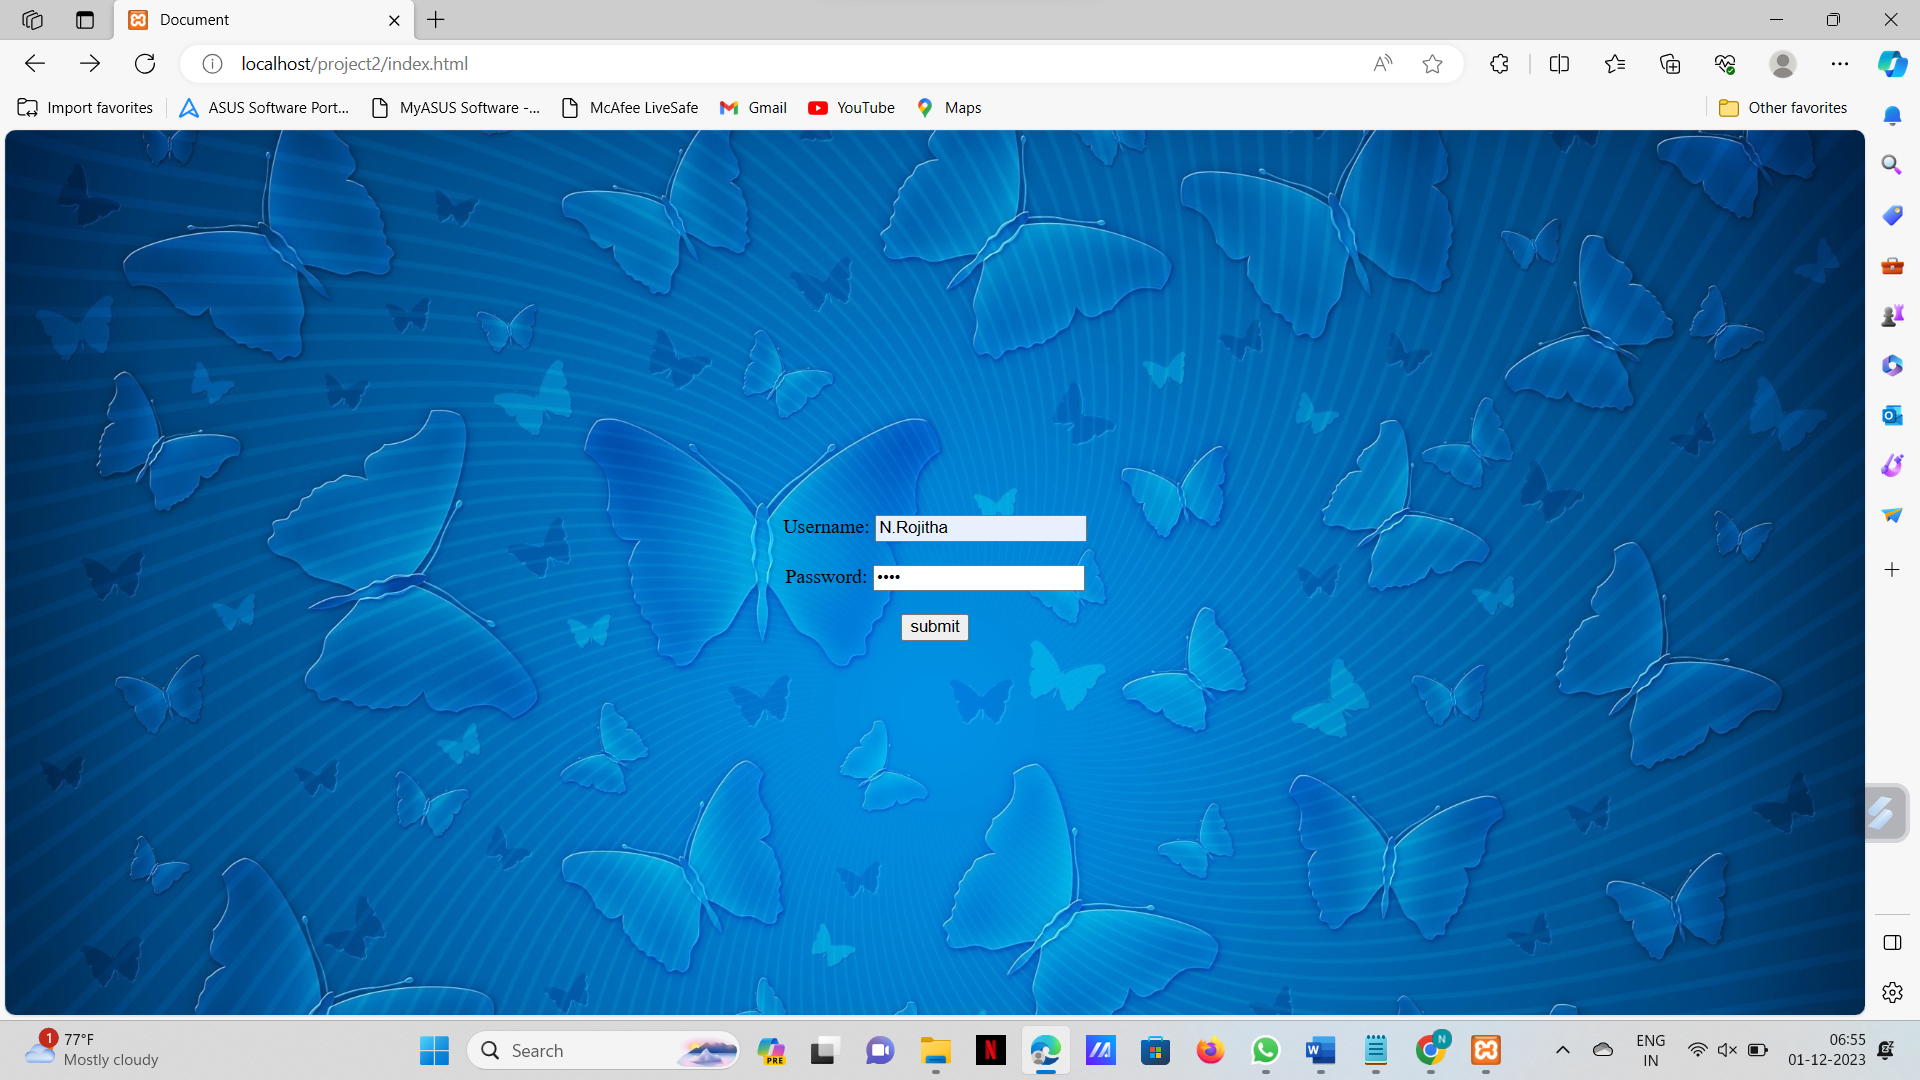 Document
localhost/project2/index.html
Import favorites
ASUS Software Port...
MyASUS Software -...
McAfee LiveSafe
Gmail
YouTube
Maps
Other favorites
Username: N.Rojitha
Password: ••••
submit
1
77°F
Mostly cloudy
Search
PRE
N
W
N
ENG
IN
06:55
01-12-2023